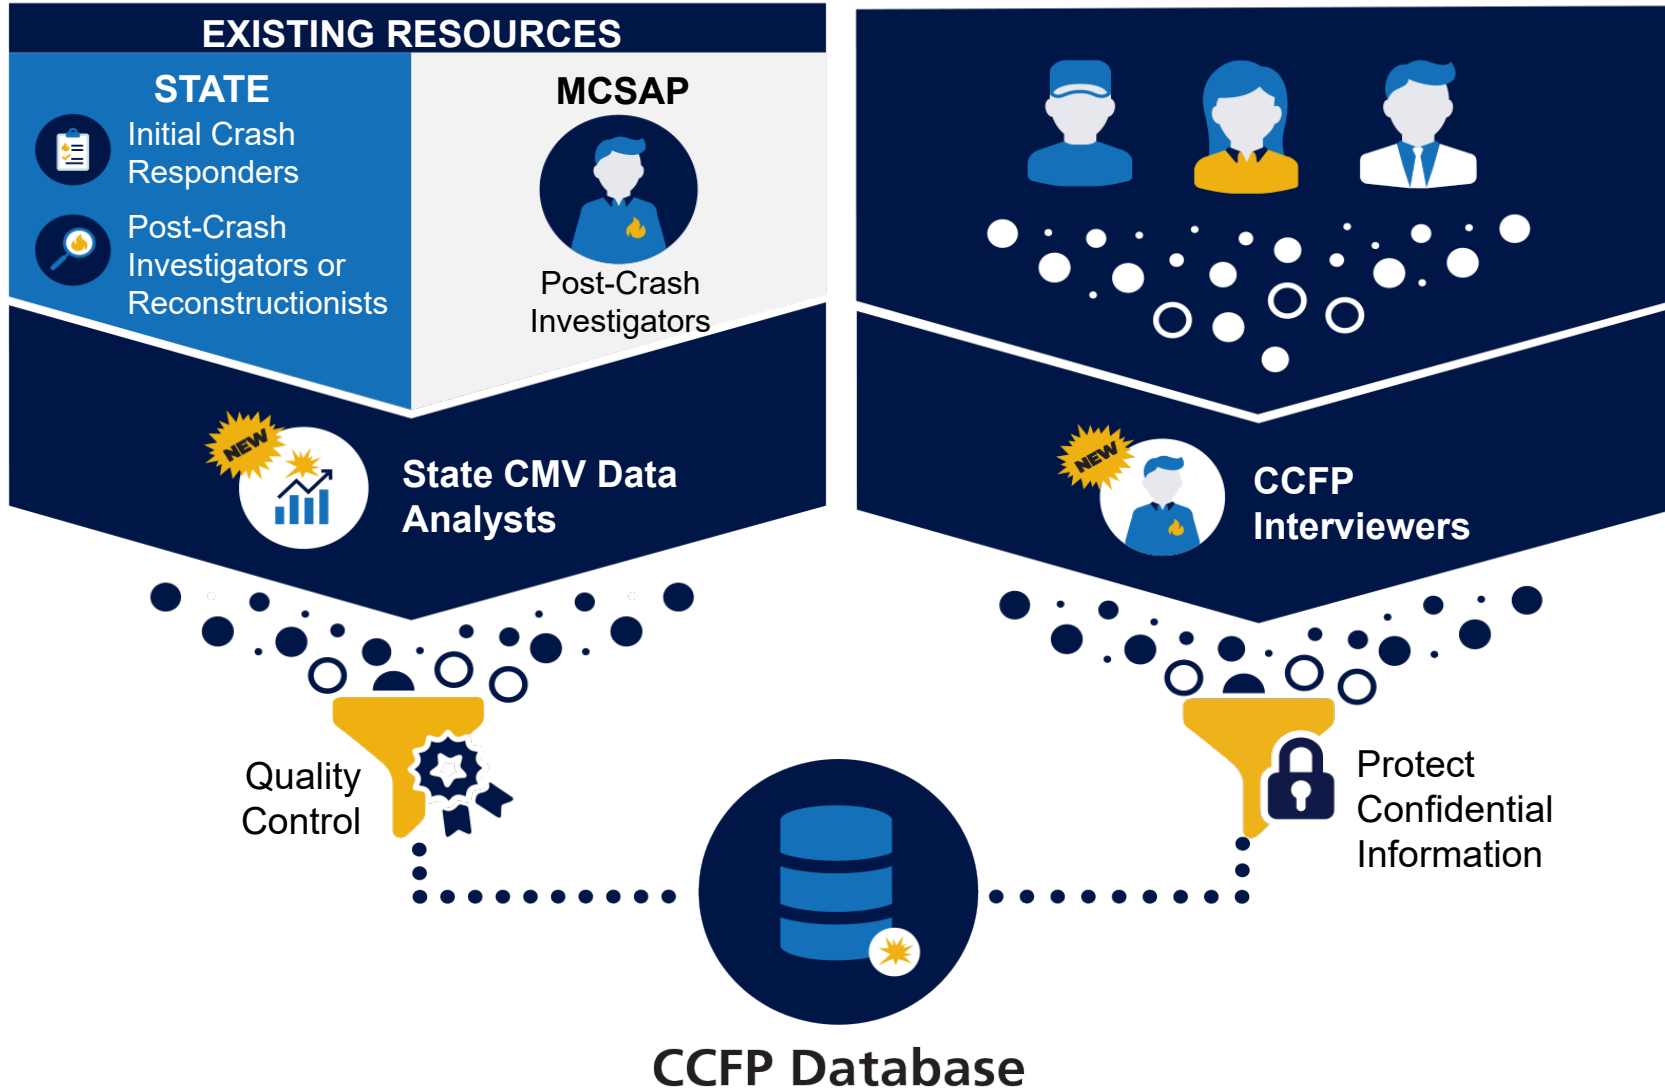 EXISTING RESOURCES
STATE
Initial Crash
Responders
Post-Crash
Investigators or
Reconstructionists
MCSAP
Post-Crash
Investigators
NEW
State CMV Data
Analysts
NEW
CCFP
Interviewers
Quality
Control
Protect
Confidential
Information
CCFP Database